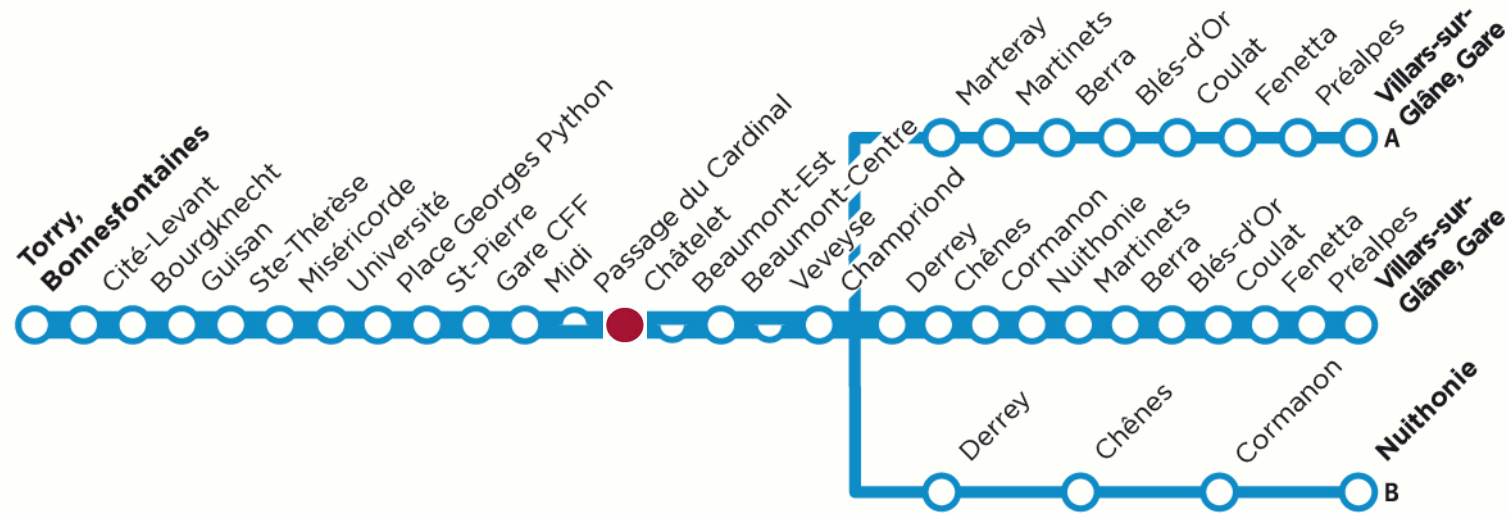 Torry,
Bonnesfontaines
Cité-Levant
Bourgknecht
Guisan
Ste-Thérèse
Miséricorde
Université
Place Georges Python
St-Pierre
Gare CFF
Midi
Passage du Cardinal
Châtelet
Beaumont-Est
Beaumont-Centre
Veveyse
Champriond
Marteray
Martinets
Berra
Blés-d'Or
Coulat
Fenetta
Préalpes
Villars-sur-
Glâne, Gare
A
Derrey
Chênes
Cormanon
Nuithonie
Martinets
Berra
Blés-d'Or
Coulat
Fenetta
Préalpes
Villars-sur-
Glâne, Gare
Derrey
Chênes
Cormanon
Nuithonie
B